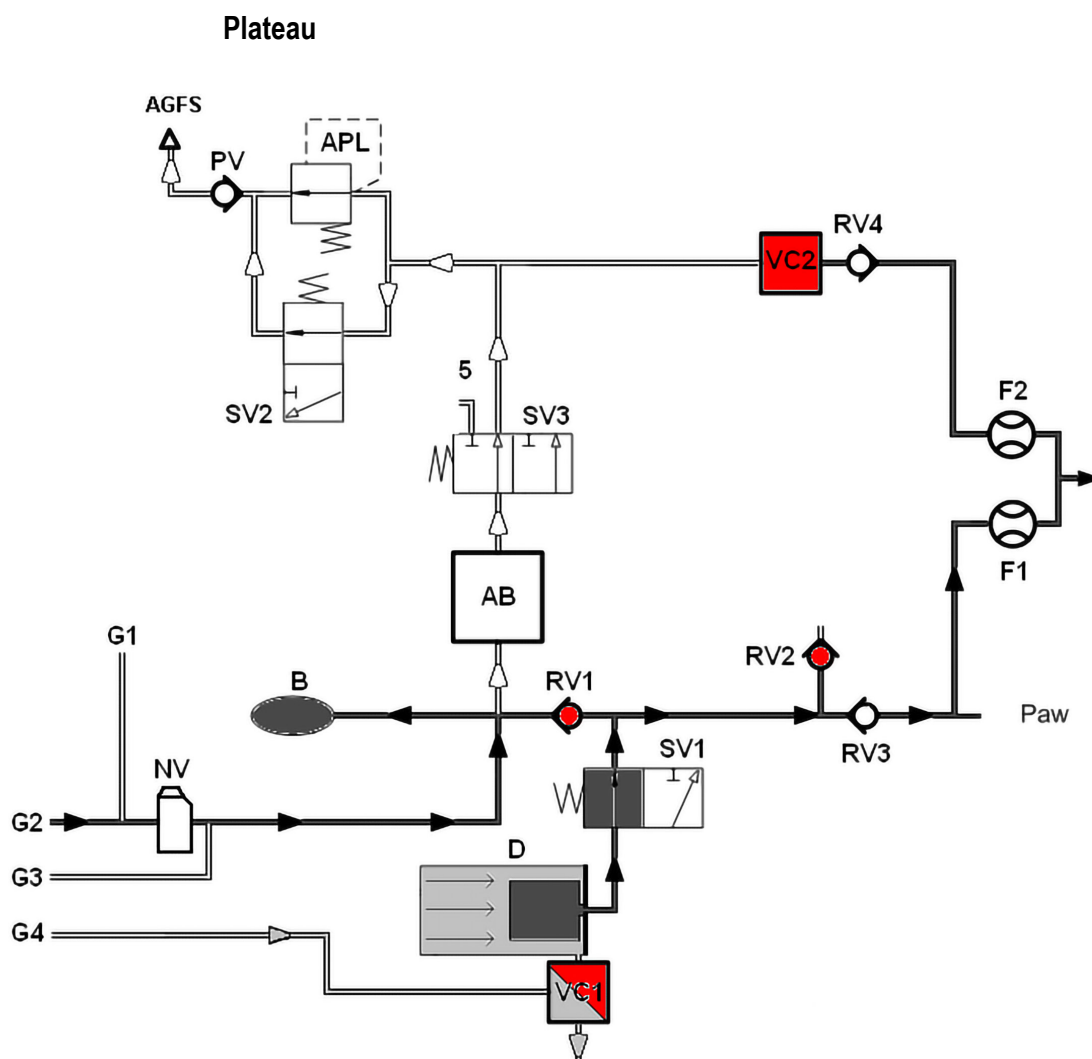 Plateau
AGFS
PV
APL
VC2
RV4
5
SV2
SV3
F2
F1
AB
G1
B
RV1
RV2
RV3
Paw
SV1
NV
G2
D
G3
G4
VC1